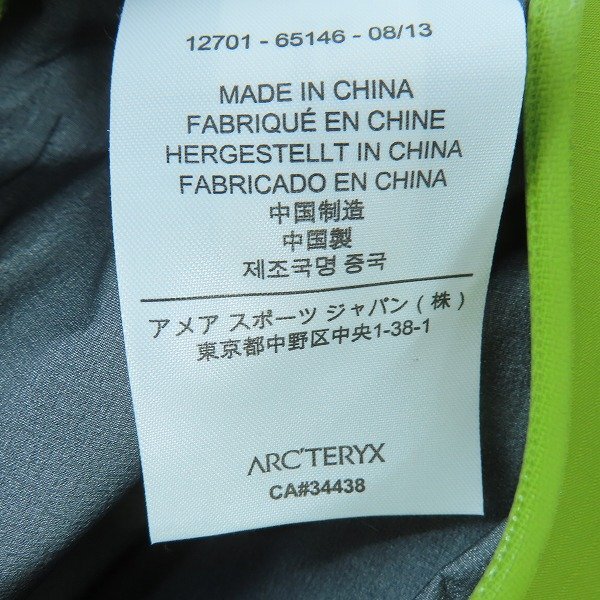 12701 - 65146 - 08/13
MADE IN CHINA
FABRIQUÉ EN CHINE
HERGESTELLT IN CHINA
FABRICADO EN CHINA
中国制造
中国製
제조국명 중국
アメア スポーツ ジャパン ( 株 )
東京都中野区中央1-38-1
ARC'TERYX
CA#34438